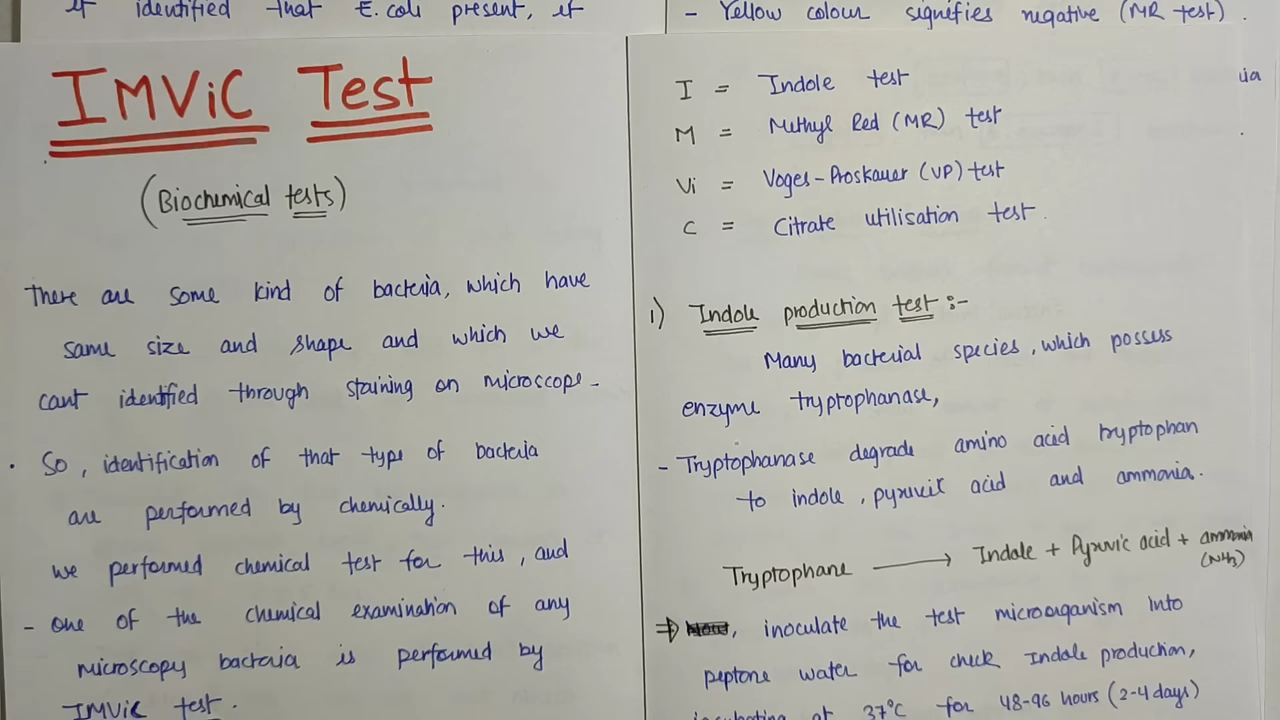 it identified that E. coli present, it
IMViC Test
(Biochemical tests)
There are some kind of bacteria, which have
same size and shape and which we
cant identified through staining on microscope-
• So, identification of that type of bacteria
are performed by chemically.
we performed chemical test for this, and
- one of the chemical examination of any
microscopy bacteria is performed by
IMViC test.
- Yellow colour signifies negative (MR test).
ia
I = Indole test
M = Methyl Red (MR) test
Vi = Voges-Proskauer (VP) test
C = Citrate utilisation test.
i) Indole production test :-
Many bacterial species, which possess
enzyme tryptophanase,
- Tryptophanase degrade amino acid tryptophan
to indole, pyruvic acid and ammonia.
Tryptophane ⟶ Indole + Pyruvic acid + ammonia
(NH3)
⇒ , inoculate the test microorganism into
peptone water for check Indole production,
incubating at 37°C for 48-96 hours (2-4 days)